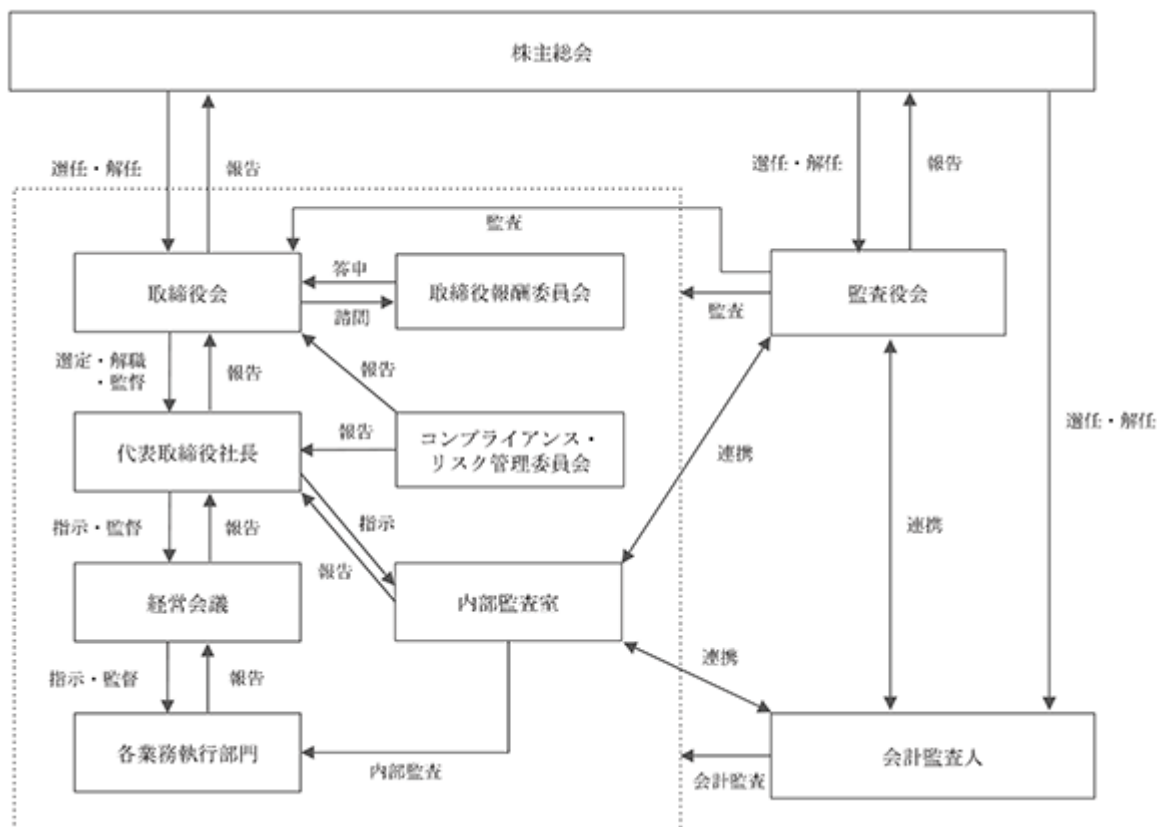 株主総会
選任・解任
報告
選任・解任
報告
監査
取締役会
答申
諮問
取締役報酬委員会
監査
監査役会
選定・解職
・監督
報告
報告
代表取締役社長
報告
コンプライアンス・
リスク管理委員会
選任・解任
連携
指示・監督
報告
指示
報告
連携
経営会議
内部監査室
指示・監督
報告
連携
各業務執行部門
内部監査
会計監査
会計監査人